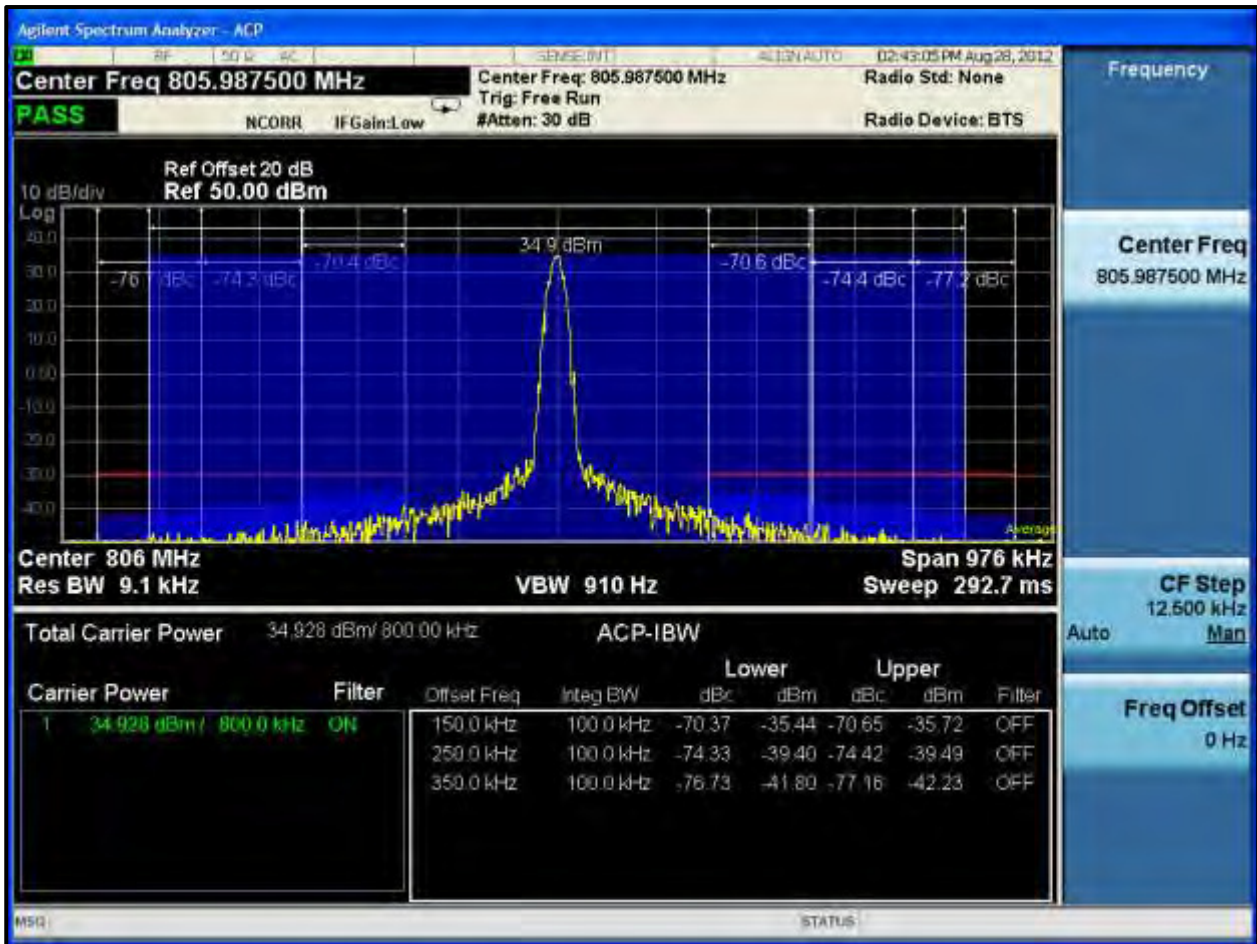 Agilent Spectrum Analyzer - ACP
RF 50 Ω AC SENSE:INT ALIGN AUTO 02:43:05 PM Aug 28, 2012
Center Freq 805.987500 MHz
Center Freq: 805.987500 MHz
Radio Std: None
Trig: Free Run
PASS
NCORR IFGain:Low
#Atten: 30 dB
Radio Device: BTS
Ref Offset 20 dB
10 dB/div Ref 50.00 dBm
Log
40.0
30.0
20.0
10.0
0.00
-10.0
-20.0
-30.0
-40.0
34.9 dBm
-70.4 dBc
-70.6 dBc
-76.7 dBc
-74.3 dBc
-74.4 dBc
-77.2 dBc
Average
Center 806 MHz Span 976 kHz
Res BW 9.1 kHz VBW 910 Hz Sweep 292.7 ms
Total Carrier Power 34.928 dBm/ 800.00 kHz ACP-IBW
Lower Upper
Carrier Power Filter Offset Freq Integ BW dBc dBm dBc dBm Filter
1 34.928 dBm / 800.0 kHz ON
150.0 kHz 100.0 kHz -70.37 -35.44 -70.65 -35.72 OFF
250.0 kHz 100.0 kHz -74.33 -39.40 -74.42 -39.49 OFF
350.0 kHz 100.0 kHz -76.73 -41.80 -77.16 -42.23 OFF
MSG STATUS
Frequency
Center Freq
805.987500 MHz
CF Step
12.500 kHz
Auto Man
Freq Offset
0 Hz